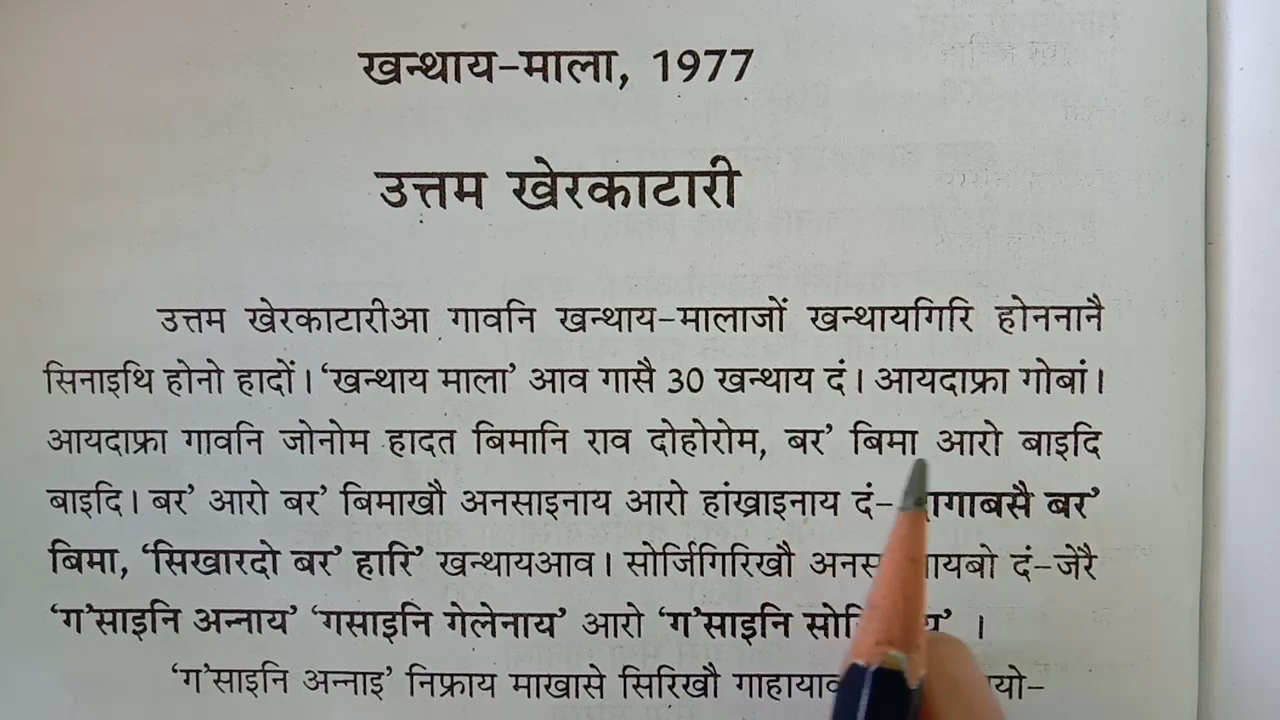 खन्थाय-माला, 1977
उत्तम खेरकाटारी
उत्तम खेरकाटारीआ गावनि खन्थाय-मालाजों खन्थायगिरि होननानै
सिनाइथि होनो हादों। ‘खन्थाय माला’ आव गासै 30 खन्थाय दं। आयदाफ्रा गोबां।
आयदाफ्रा गावनि जोनोम हादत बिमानि राव दोहोरोम, बर’ बिमा आरो बाइदि
बाइदि। बर’ आरो बर’ बिमाखौ अनसाइनाय आरो हांख्राइनाय दं- बर’
बिमा, ‘सिखारदो बर’ हारि’ खन्थायआव। सोर्जिगिरिखौ दं-जेरै
‘ग’साइनि अन्नाय’ ‘गसाइनि गेलेनाय’ आरो ‘ग’साइनि ।
‘ग’साइनि अन्नाइ’ निफ्राय माखासे सिरिखौ